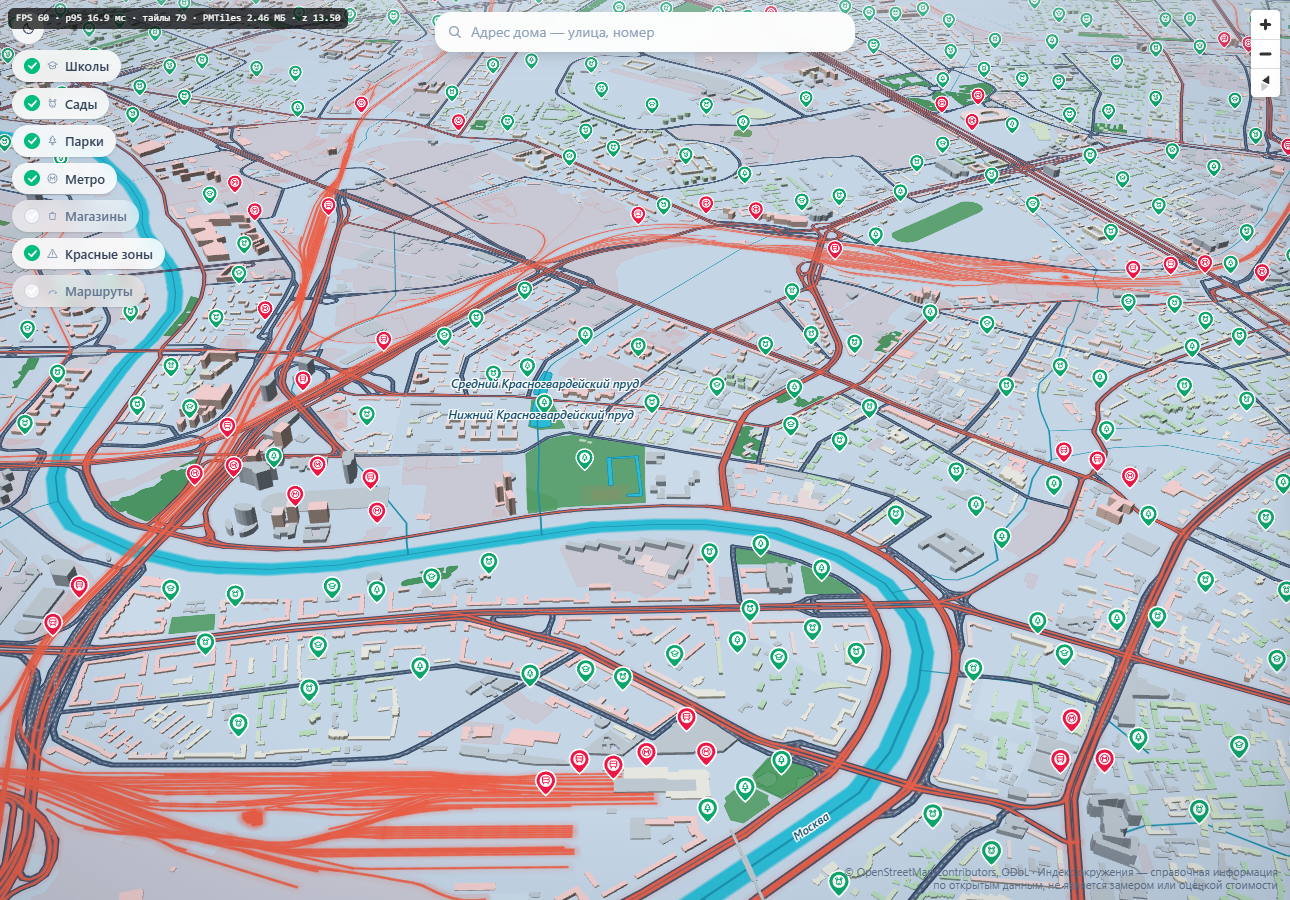 FPS 60 · p95 16.9 мс · тайлы 79 · PMTiles 2.46 МБ · z 13.50
Адрес дома — улица, номер
Школы
Сады
Парки
Метро
Магазины
Красные зоны
Маршруты
Средний Красногвардейский пруд
Нижний Красногвардейский пруд
Москва
© OpenStreetMap contributors, ODbL · Индекс окружения — справочная информация
по открытым данным, не является замером или оценкой стоимости